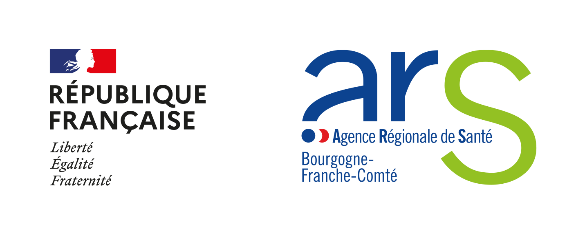 RÉPUBLIQUE
FRANÇAISE
Liberté
Égalité
Fraternité
ars
Agence Régionale de Santé
Bourgogne-
Franche-Comté